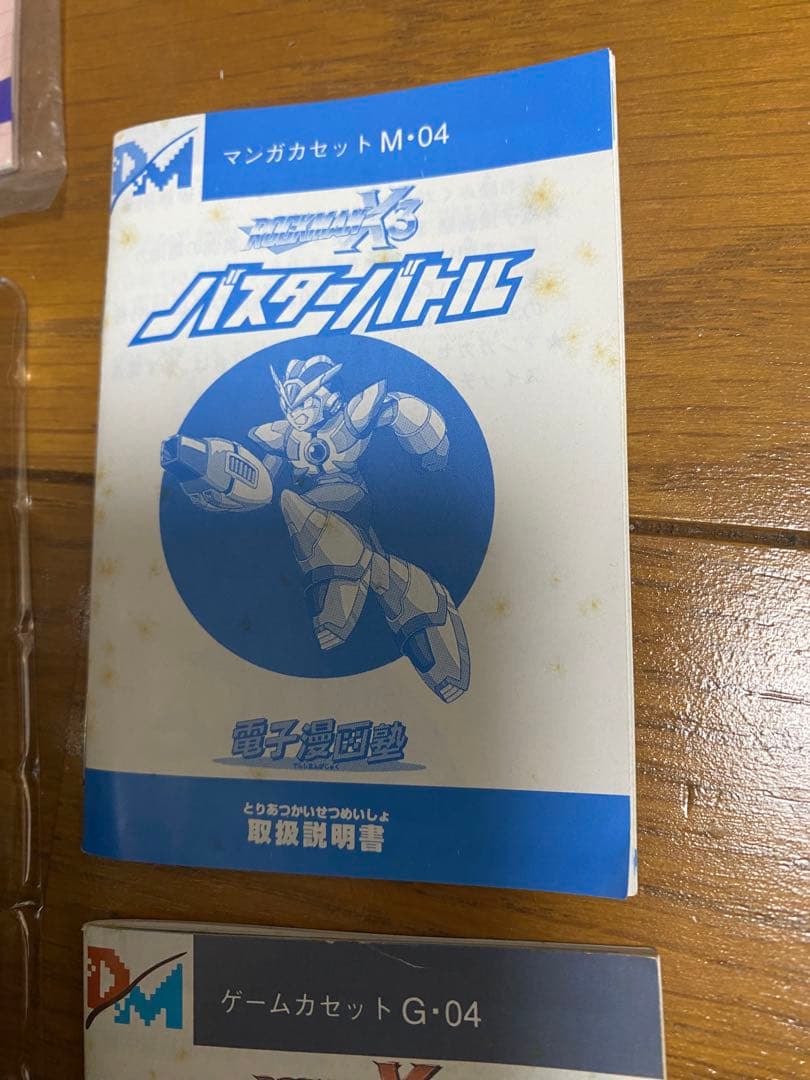 DM
マンガカセット M・04
ROCKMAN X3
バスターバトル
電子漫画塾
でんしまんがじゅく
とりあつかいせつめいしょ
取扱説明書
DM
ゲームカセット G・04